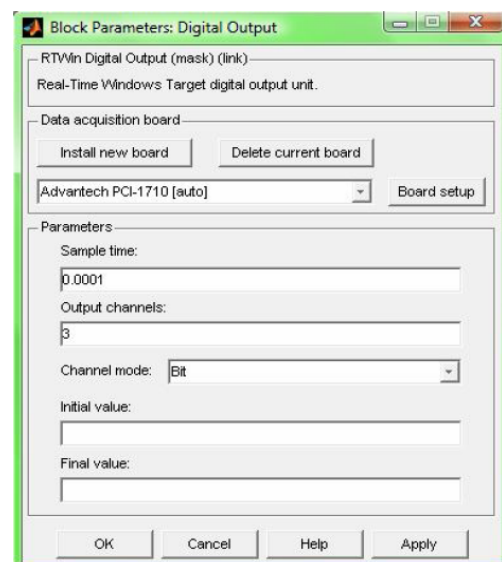 Block Parameters: Digital Output
RTWin Digital Output (mask) (link)
Real-Time Windows Target digital output unit.
Data acquisition board
Install new board Delete current board
Advantech PCI-1710 [auto] Board setup
Parameters
Sample time:
0.0001
Output channels:
3
Channel mode: Bit
Initial value:
Final value:
OK Cancel Help Apply